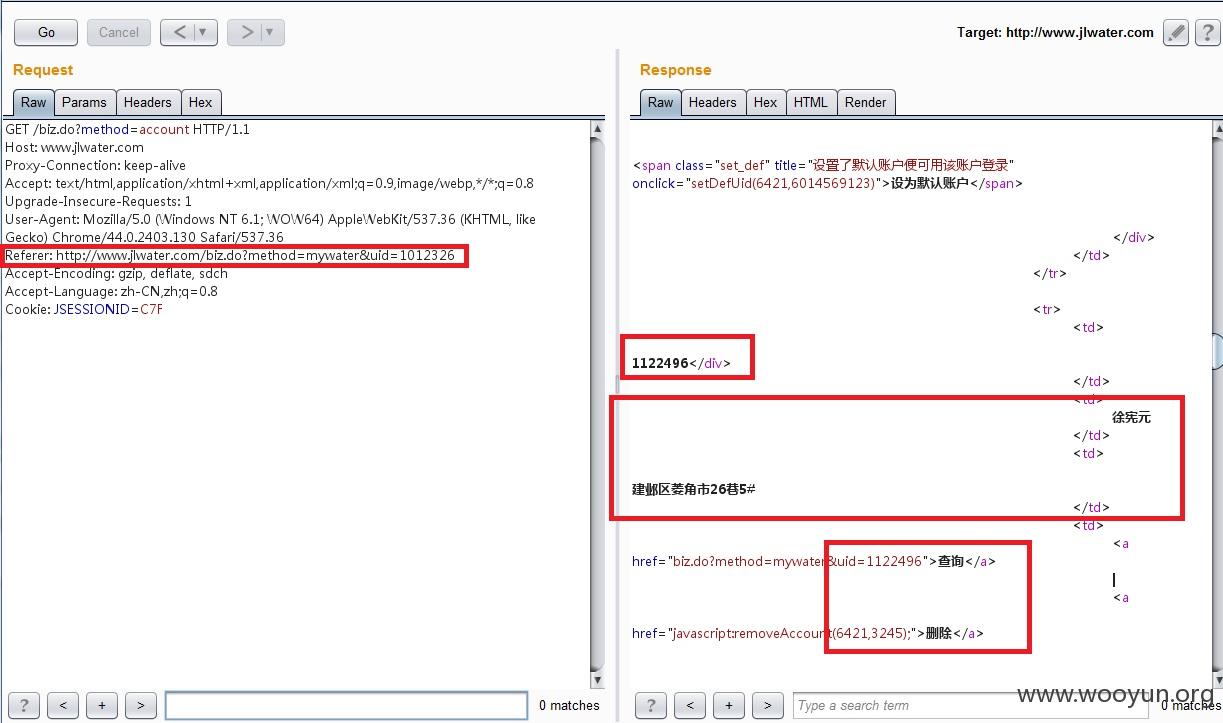 Go
Cancel
<
>
Target: http://www.jlwater.com
?
Request
Response
Raw
Params
Headers
Hex
Raw
Headers
Hex
HTML
Render
GET /biz.do?method=account HTTP/1.1
Host: www.jlwater.com
Proxy-Connection: keep-alive
Accept: text/html,application/xhtml+xml,application/xml;q=0.9,image/webp,*/*;q=0.8
Upgrade-Insecure-Requests: 1
User-Agent: Mozilla/5.0 (Windows NT 6.1; WOW64) AppleWebKit/537.36 (KHTML, like
Gecko) Chrome/44.0.2403.130 Safari/537.36
Referer: http://www.jlwater.com/biz.do?method=mywater&uid=1012326
Accept-Encoding: gzip, deflate, sdch
Accept-Language: zh-CN,zh;q=0.8
Cookie: JSESSIONID=C7F
<span class="set_def" title="设置了默认账户便可用该账户登录"
onclick="setDefUid(6421,6014569123)">设为默认账户</span>
</div>
</td>
</tr>
<tr>
<td>
1122496</div>
</td>
<td>
徐宪元
</td>
<td>
建邺区菱角市26巷5#
</td>
<td>
<a
href="biz.do?method=mywater&uid=1122496">查询</a>
|
<a
href="javascript:removeAccount(6421,3245);">删除</a>
?
<
+
>
0 matches
?
<
+
>
Type a search term
0 matches
www.wooyun.org